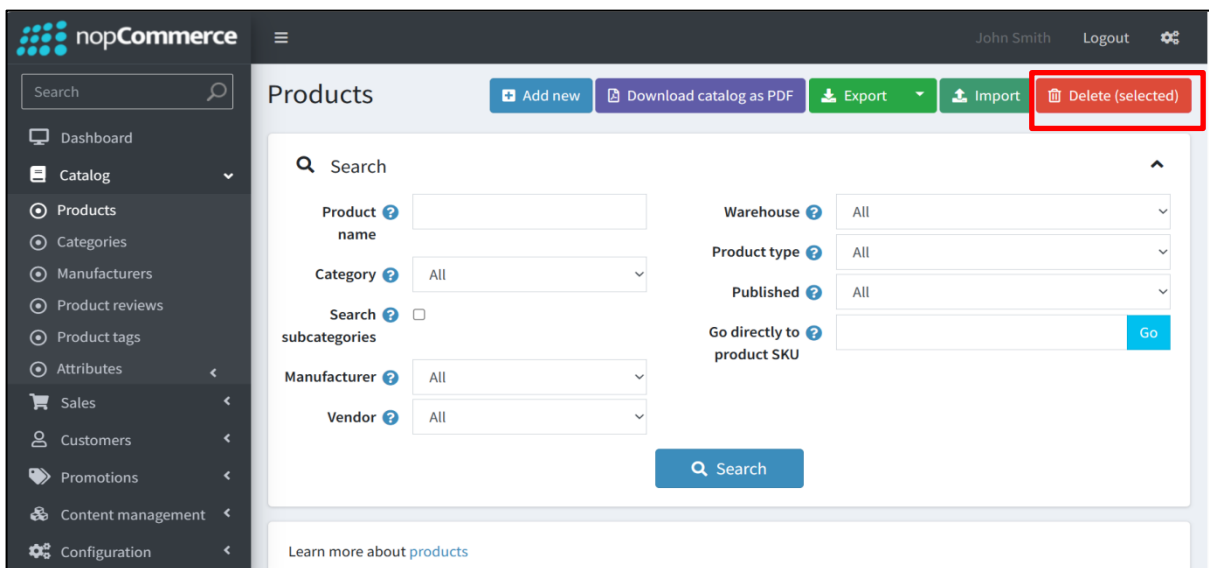 nopCommerce
John Smith
Logout
Search
Products
Add new
Download catalog as PDF
Export
Import
Delete (selected)
Dashboard
Catalog
Products
Categories
Manufacturers
Product reviews
Product tags
Attributes
Sales
Customers
Promotions
Content management
Configuration
Search
Product
name
Category
All
Search
subcategories
Manufacturer
All
Vendor
All
Warehouse
All
Product type
All
Published
All
Go directly to
product SKU
Go
Search
Learn more about products